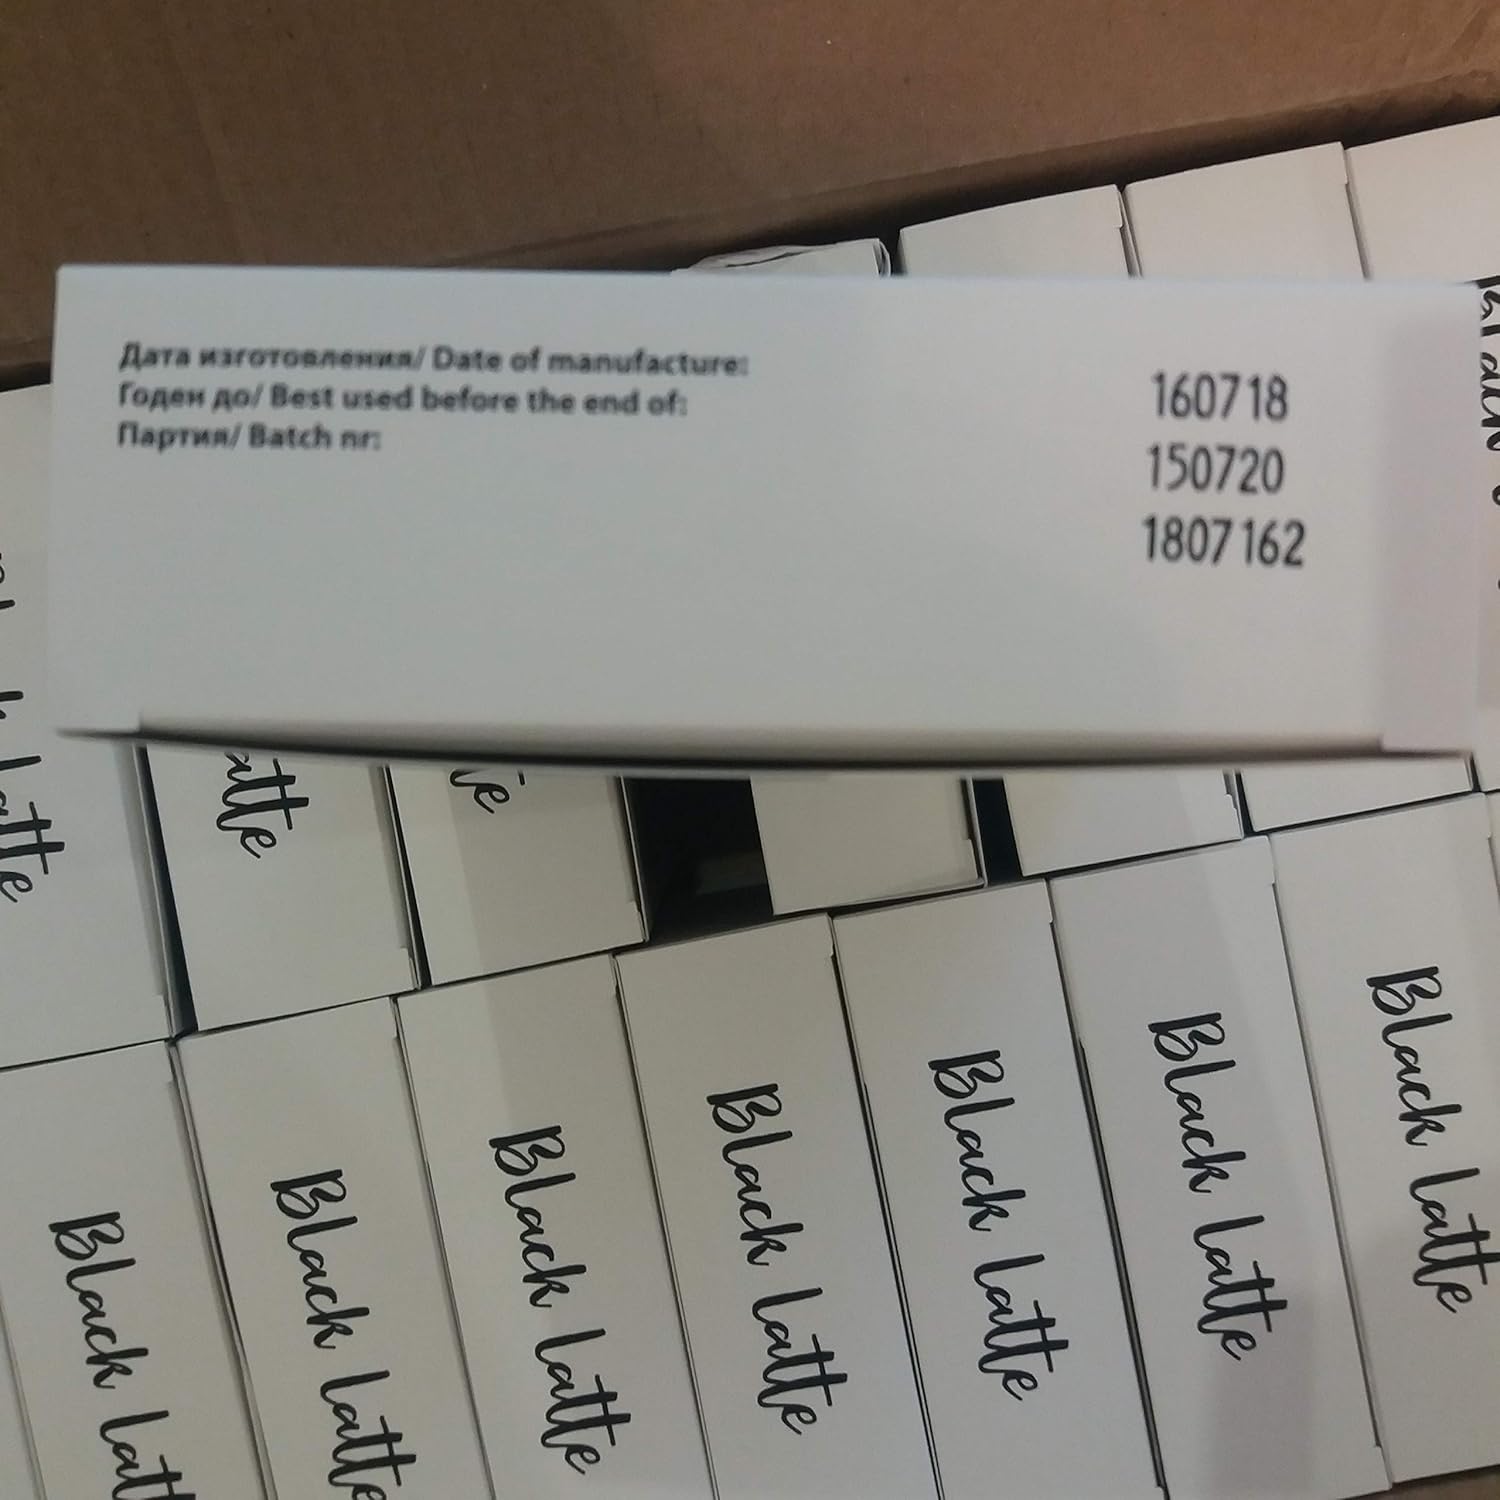 Дата изготовления/ Date of manufacture:
Годен до/ Best used before the end of:
Партия/ Batch nr:
160718
150720
1807162
latte
Black latte
Black latte
Black latte
Black latte
Black latte
Black latte
Black